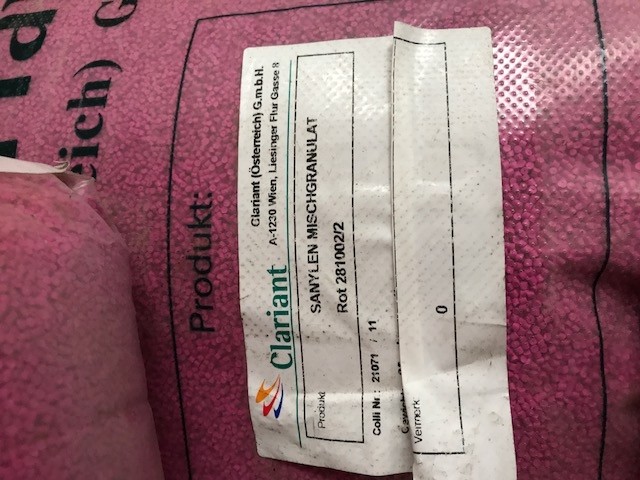 eich) G
Produkt:
Clariant
Clariant (Österreich) G.m.b.H.
A-1230 Wien, Liesinger Flur Gasse 8
Produkt
SANYLEN MISCHGRANULAT
Rot 281002/2
Colli Nr.: 21071 / 11
Vermerk
0